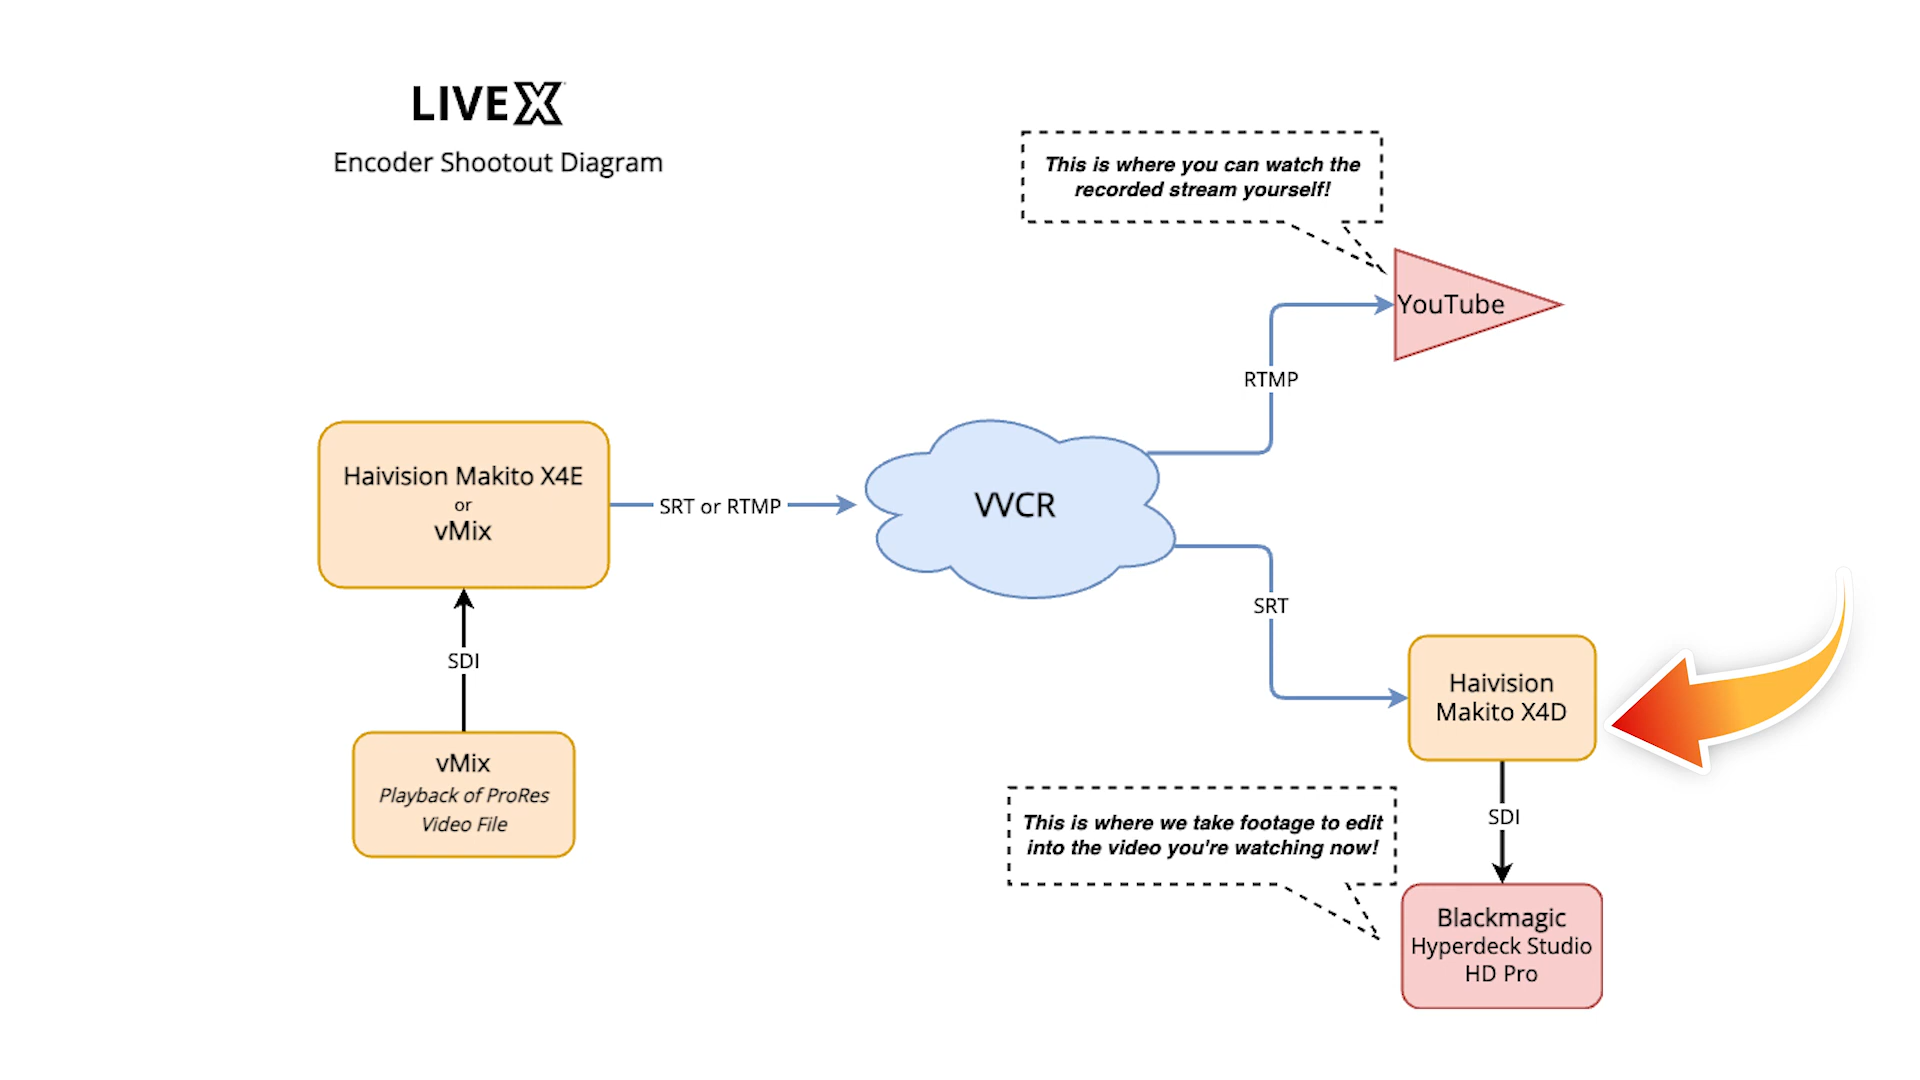 LIVEX
Encoder Shootout Diagram
This is where you can watch the
recorded stream yourself!
YouTube
RTMP
Haivision Makito X4E
or
vMix
SRT or RTMP
VVCR
SRT
SDI
Haivision
Makito X4D
vMix
Playback of ProRes
Video File
SDI
This is where we take footage to edit
into the video you're watching now!
Blackmagic
Hyperdeck Studio
HD Pro